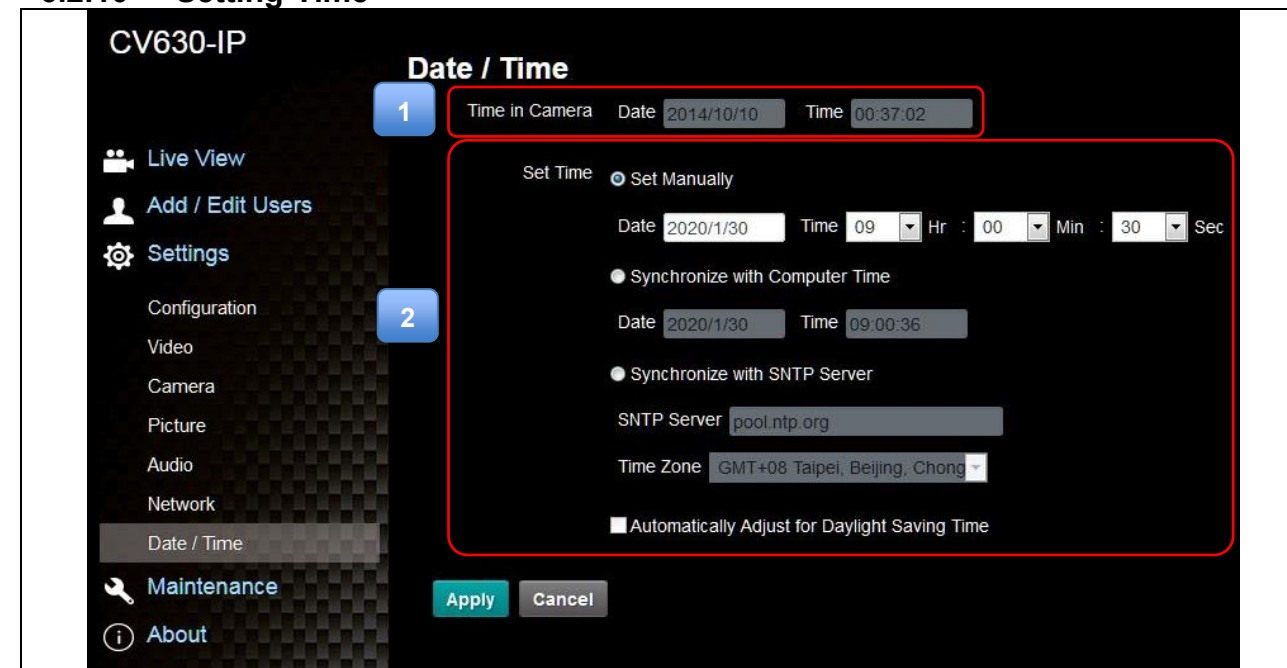 Setting Time
CV630-IP
Date / Time
1
Time in Camera Date 2014/10/10 Time 00:37:02
Live View
Add / Edit Users
Settings
Configuration
Video
Camera
Picture
Audio
Network
Date / Time
Maintenance
About
2
Set Time Set Manually
Date 2020/1/30 Time 09 Hr : 00 Min : 30 Sec
Synchronize with Computer Time
Date 2020/1/30 Time 09:00:36
Synchronize with SNTP Server
SNTP Server pool.ntp.org
Time Zone GMT+08 Taipei, Beijing, Chong
Automatically Adjust for Daylight Saving Time
Apply Cancel